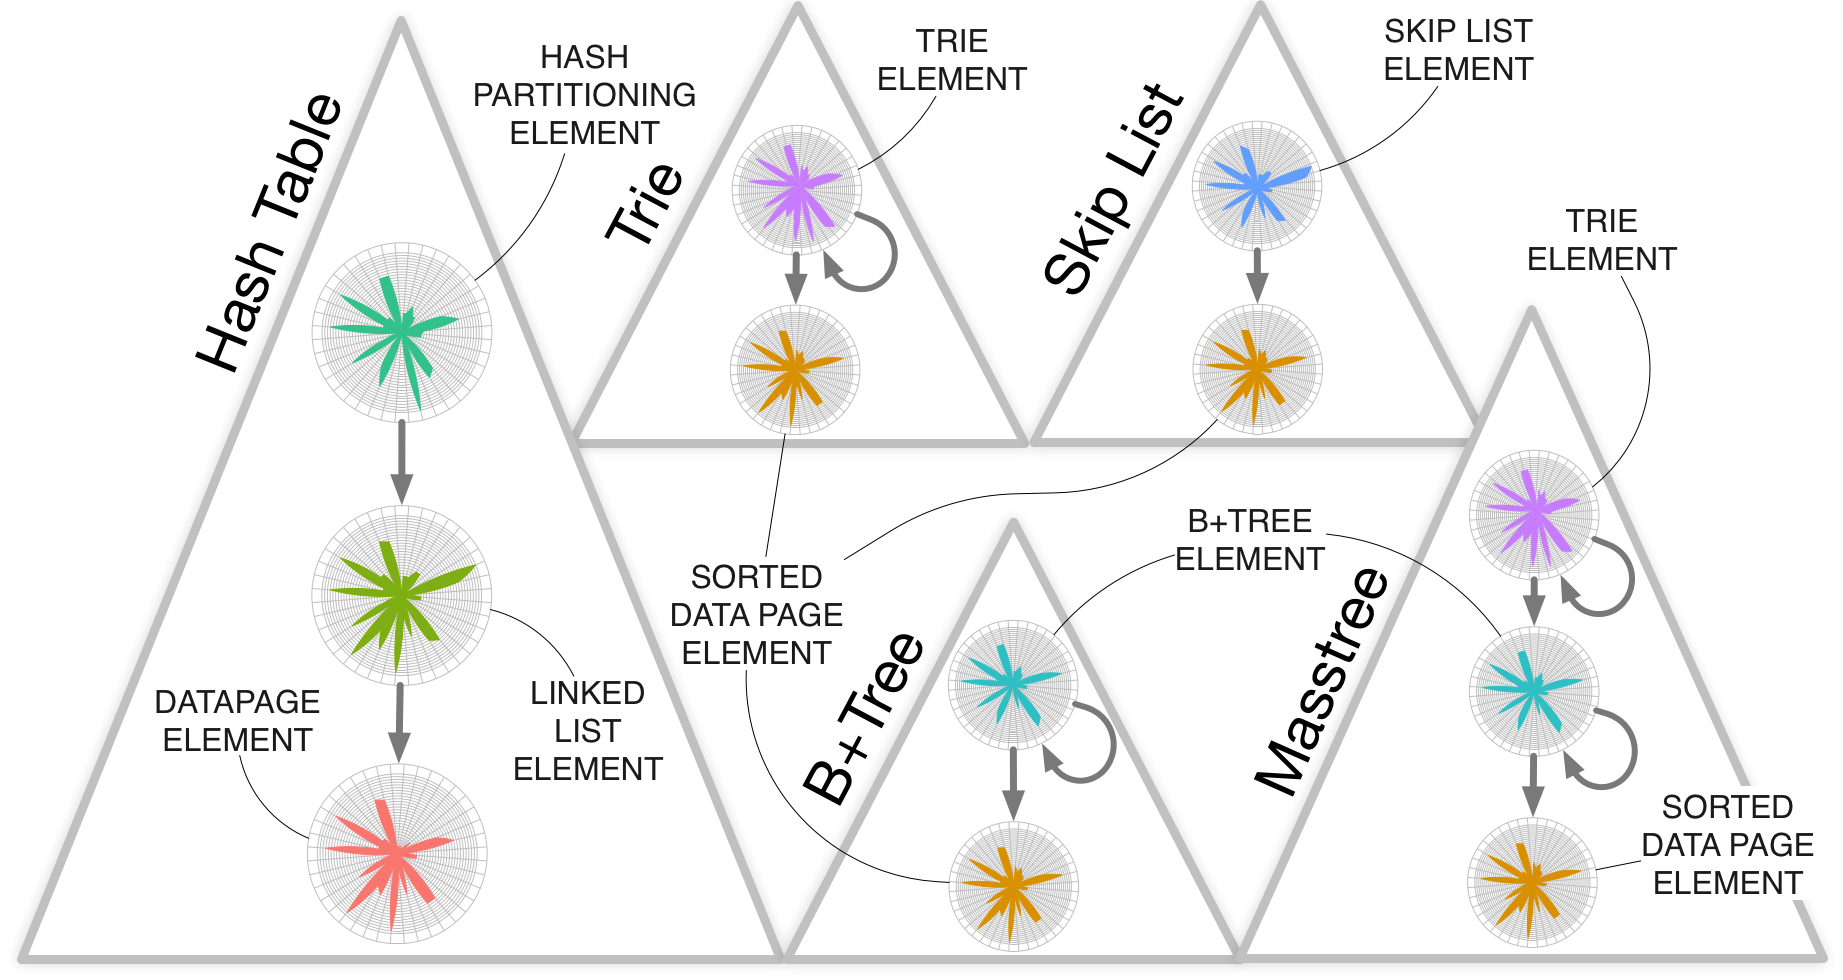 Hash Table
HASH
PARTITIONING
ELEMENT
Trie
TRIE
ELEMENT
Skip List
SKIP LIST
ELEMENT
TRIE
ELEMENT
DATAPAGE
ELEMENT
LINKED
LIST
ELEMENT
SORTED
DATA PAGE
ELEMENT
B+Tree
B+TREE
ELEMENT
Masstree
SORTED
DATA PAGE
ELEMENT